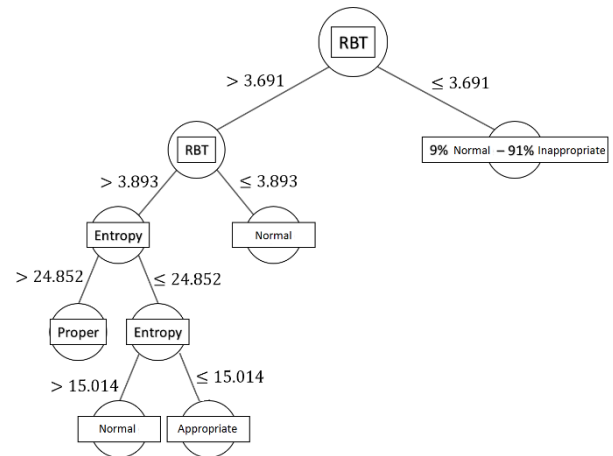 RBT
> 3.691
≤ 3.691
RBT
9% Normal – 91% Inappropriate
> 3.893
≤ 3.893
Entropy
Normal
> 24.852
≤ 24.852
Proper
Entropy
> 15.014
≤ 15.014
Normal
Appropriate